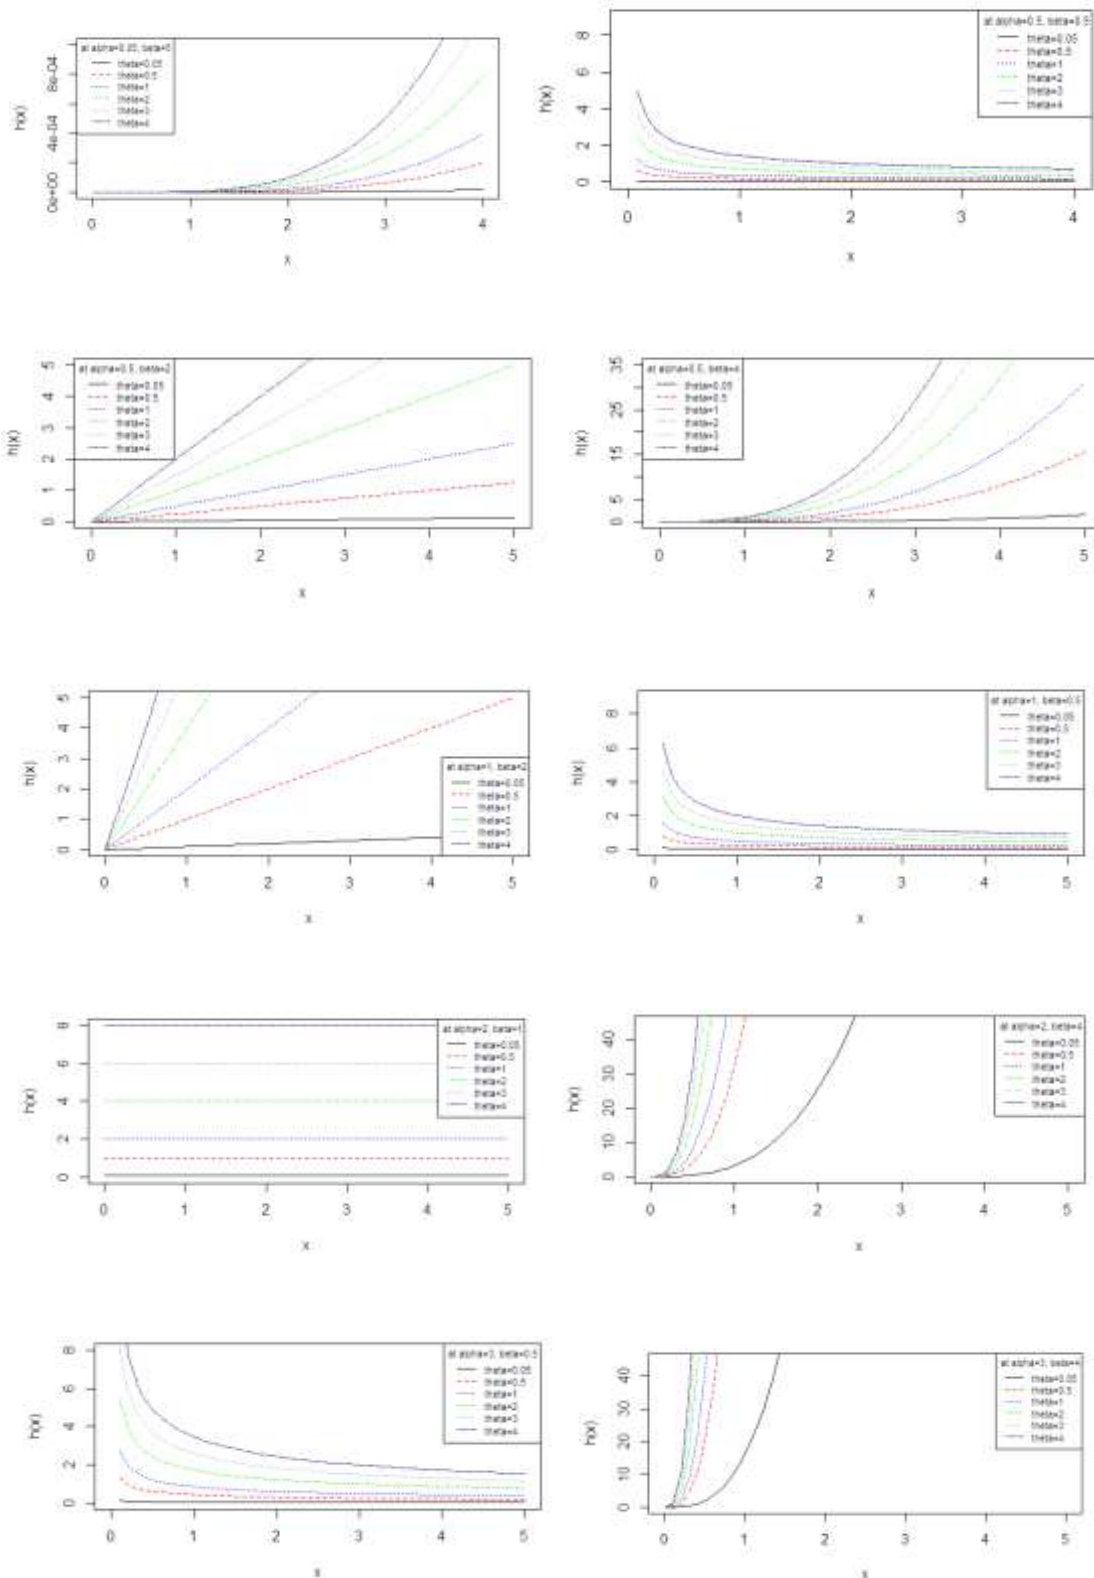 at alpha=0.05, beta=5
theta=0.05
theta=0.5
theta=1
theta=2
theta=3
theta=4
h(x)
0e+00 4e-04 8e-04
0 1 2 3 4
x
at alpha=0.5, beta=0.5
theta=0.05
theta=0.5
theta=1
theta=2
theta=3
theta=4
h(x)
0 2 4 6 8
0 1 2 3 4
x
at alpha=0.5, beta=2
theta=0.05
theta=0.5
theta=1
theta=2
theta=3
theta=4
h(x)
0 1 2 3 4 5
0 1 2 3 4 5
x
at alpha=0.5, beta=4
theta=0.05
theta=0.5
theta=1
theta=2
theta=3
theta=4
h(x)
0 5 15 25 35
0 1 2 3 4 5
x
at alpha=1, beta=2
theta=0.05
theta=0.5
theta=1
theta=2
theta=3
theta=4
h(x)
0 1 2 3 4 5
0 1 2 3 4 5
x
at alpha=1, beta=0.5
theta=0.05
theta=0.5
theta=1
theta=2
theta=3
theta=4
h(x)
0 2 4 6 8
0 1 2 3 4 5
x
at alpha=2, beta=1
theta=0.05
theta=0.5
theta=1
theta=2
theta=3
theta=4
h(x)
0 2 4 6 8
0 1 2 3 4 5
x
at alpha=2, beta=4
theta=0.05
theta=0.5
theta=1
theta=2
theta=3
theta=4
h(x)
0 10 20 30 40
0 1 2 3 4 5
x
at alpha=3, beta=0.5
theta=0.05
theta=0.5
theta=1
theta=2
theta=3
theta=4
h(x)
0 2 4 6 8
0 1 2 3 4 5
x
at alpha=3, beta=4
theta=0.05
theta=0.5
theta=1
theta=2
theta=3
theta=4
h(x)
0 10 20 30 40
0 1 2 3 4 5
x